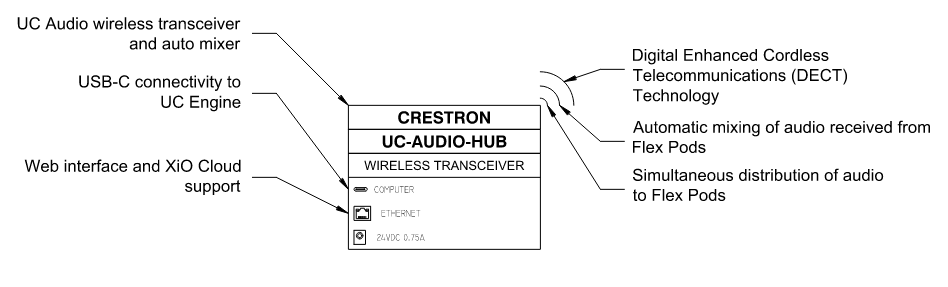 UC Audio wireless transceiver
and auto mixer
USB-C connectivity to
UC Engine
Web interface and XiO Cloud
support
CRESTRON
UC-AUDIO-HUB
WIRELESS TRANSCEIVER
COMPUTER
ETHERNET
24VDC 0.75A
Digital Enhanced Cordless
Telecommunications (DECT)
Technology
Automatic mixing of audio received from
Flex Pods
Simultaneous distribution of audio
to Flex Pods